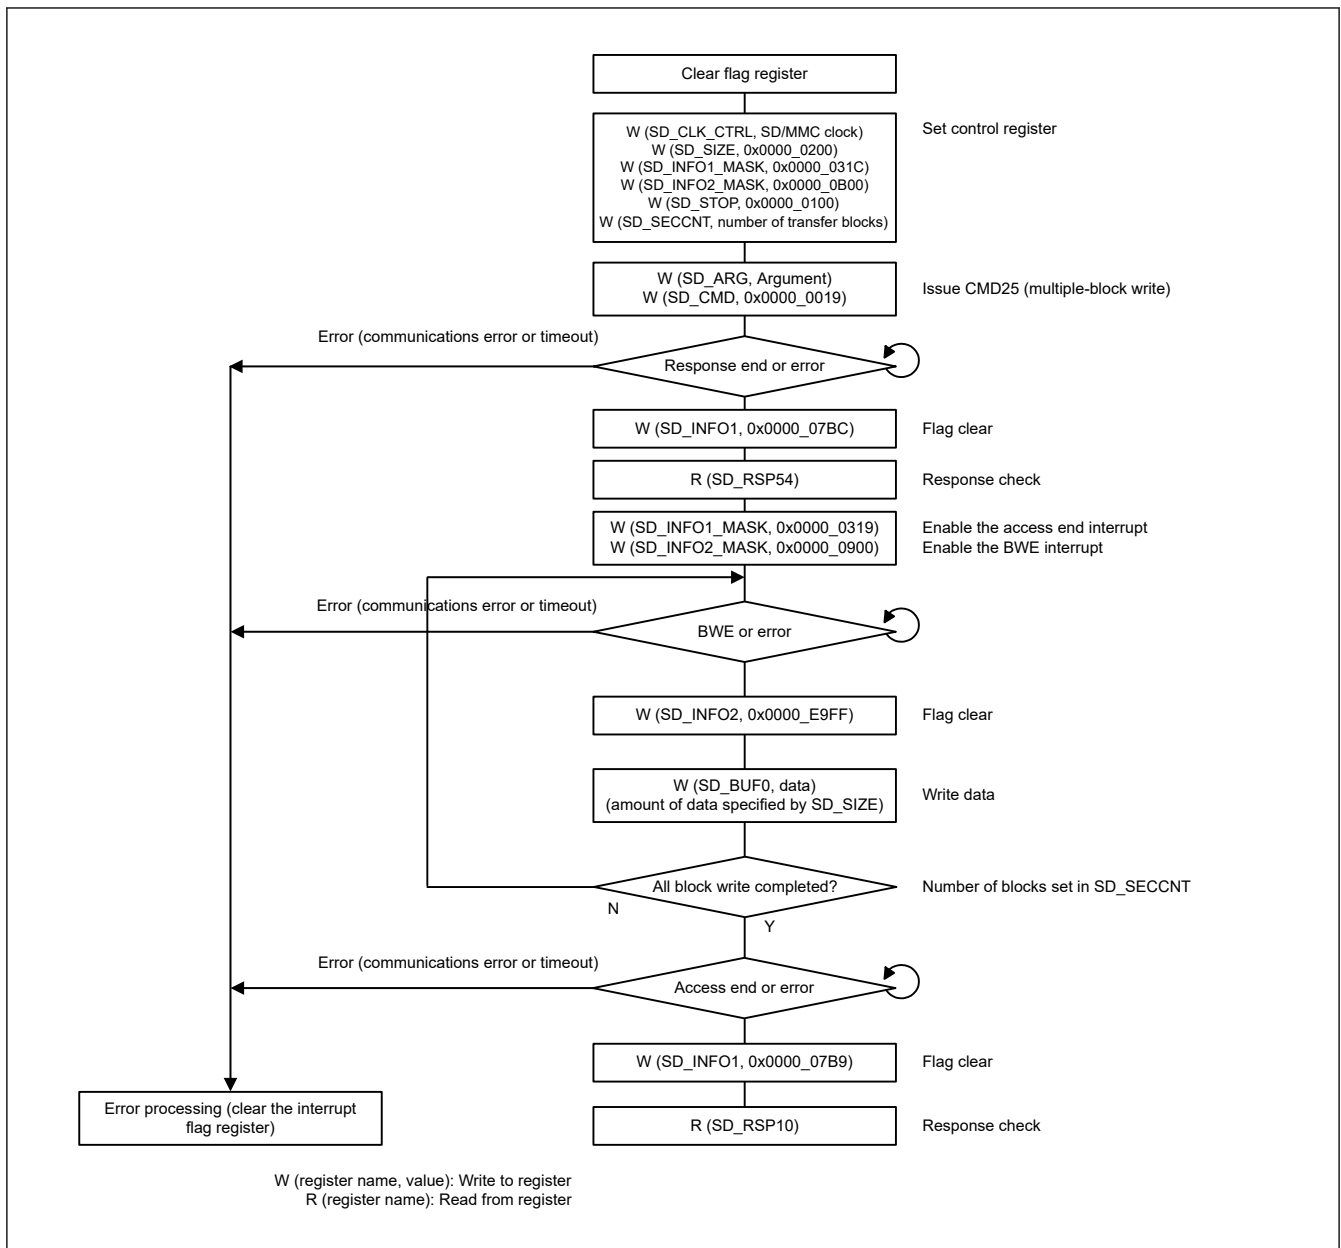 Clear flag register
W (SD_CLK_CTRL, SD/MMC clock)
W (SD_SIZE, 0x0000_0200)
W (SD_INFO1_MASK, 0x0000_031C)
W (SD_INFO2_MASK, 0x0000_0B00)
W (SD_STOP, 0x0000_0100)
W (SD_SECCNT, number of transfer blocks)
Set control register
W (SD_ARG, Argument)
W (SD_CMD, 0x0000_0019)
Issue CMD25 (multiple-block write)
Error (communications error or timeout)
Response end or error
W (SD_INFO1, 0x0000_07BC)
Flag clear
R (SD_RSP54)
Response check
W (SD_INFO1_MASK, 0x0000_0319)
Enable the access end interrupt
W (SD_INFO2_MASK, 0x0000_0900)
Enable the BWE interrupt
Error (communications error or timeout)
BWE or error
W (SD_INFO2, 0x0000_E9FF)
Flag clear
W (SD_BUF0, data)
(amount of data specified by SD_SIZE)
Write data
All block write completed?
Number of blocks set in SD_SECCNT
N
Y
Error (communications error or timeout)
Access end or error
W (SD_INFO1, 0x0000_07B9)
Flag clear
Error processing (clear the interrupt
flag register)
R (SD_RSP10)
Response check
W (register name, value): Write to register
R (register name): Read from register